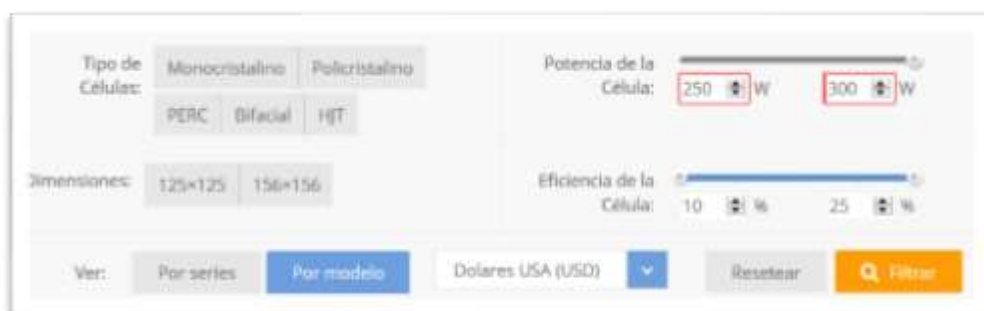 Tipo de Células: Monocristalino Policristalino
PERC Bifacial HJT
Potencia de la Célula: 250 W 300 W
Dimensiones: 125×125 156×156
Eficiencia de la Célula: 10 % 25 %
Ver: Por series Por modelo Dolares USA (USD) Resetear Filtrar